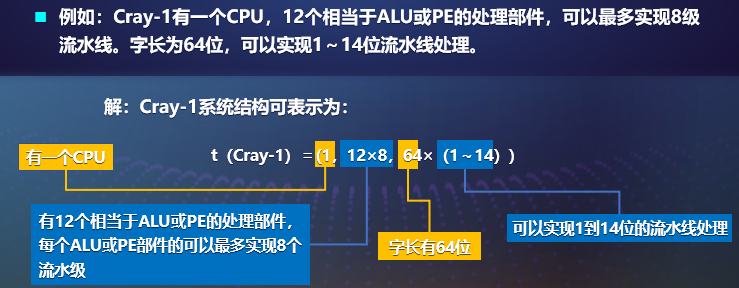 例如：Cray-1有一个CPU，12个相当于ALU或PE的处理部件，可以最多实现8级
流水线。字长为64位，可以实现1～14位流水线处理。
解：Cray-1系统结构可表示为：
有一个CPU
t（Cray-1）＝(1，12×8，64×（1～14））
有12个相当于ALU或PE的处理部件，
每个ALU或PE部件的可以最多实现8个
流水级
字长有64位
可以实现1到14位的流水线处理